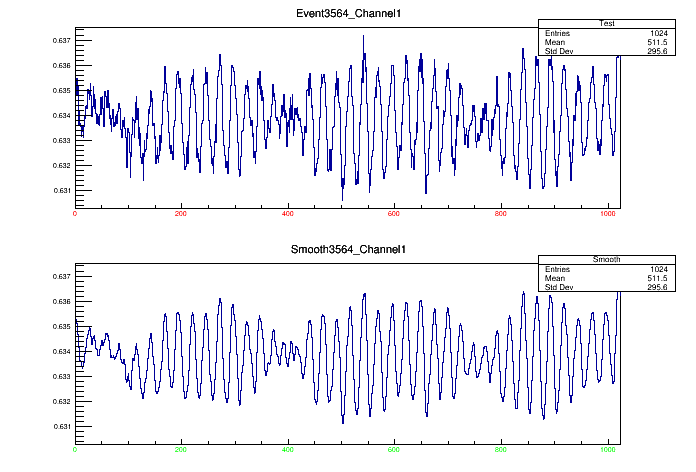 Event3564_Channel1
Test
Entries 1024
Mean 511.5
Std Dev 295.6
0.637
0.636
0.635
0.634
0.633
0.632
0.631
0 200 400 600 800 1000
Smooth3564_Channel1
Smooth
Entries 1024
Mean 511.5
Std Dev 295.6
0.637
0.636
0.635
0.634
0.633
0.632
0.631
0 200 400 600 800 1000